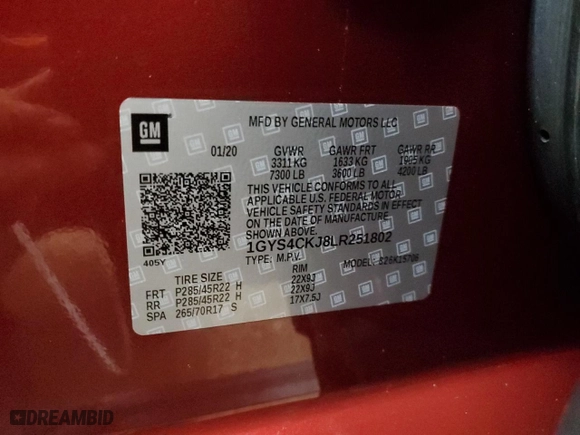 GM
MFD BY GENERAL MOTORS LLC
01/20 GVWR GAWR FRT GAWR RR
3311 KG 1633 KG 1905 KG
7300 LB 3600 LB 4200 LB
THIS VEHICLE CONFORMS TO ALL
APPLICABLE U.S. FEDERAL MOTOR
VEHICLE SAFETY STANDARDS IN EFFECT
ON THE DATE OF MANUFACTURE
SHOWN ABOVE.
1GYS4CKJ8LR251802
405Y
TYPE: M.P.V. MODEL:
TIRE SIZE RIM
FRT P285/45R22 H 22X9J
RR P285/45R22 H 22X9J
SPA 265/70R17 S 17X7.5J
DREAMBID